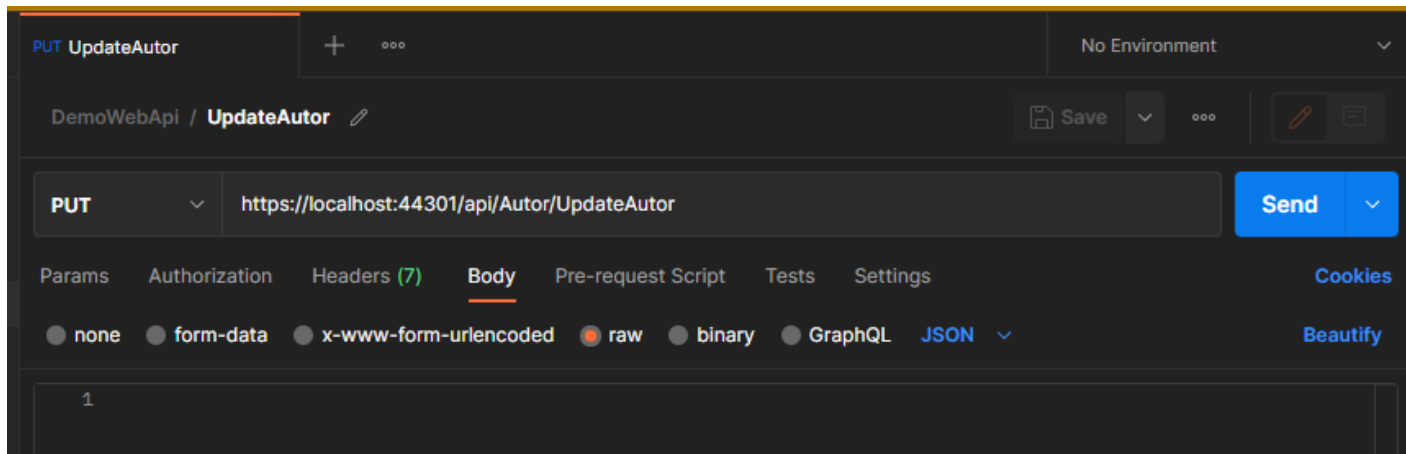 PUT UpdateAutor + ooo No Environment
DemoWebApi / UpdateAutor Save ooo
PUT https://localhost:44301/api/Autor/UpdateAutor Send
Params Authorization Headers (7) Body Pre-request Script Tests Settings Cookies
none form-data x-www-form-urlencoded raw binary GraphQL JSON Beautify
1